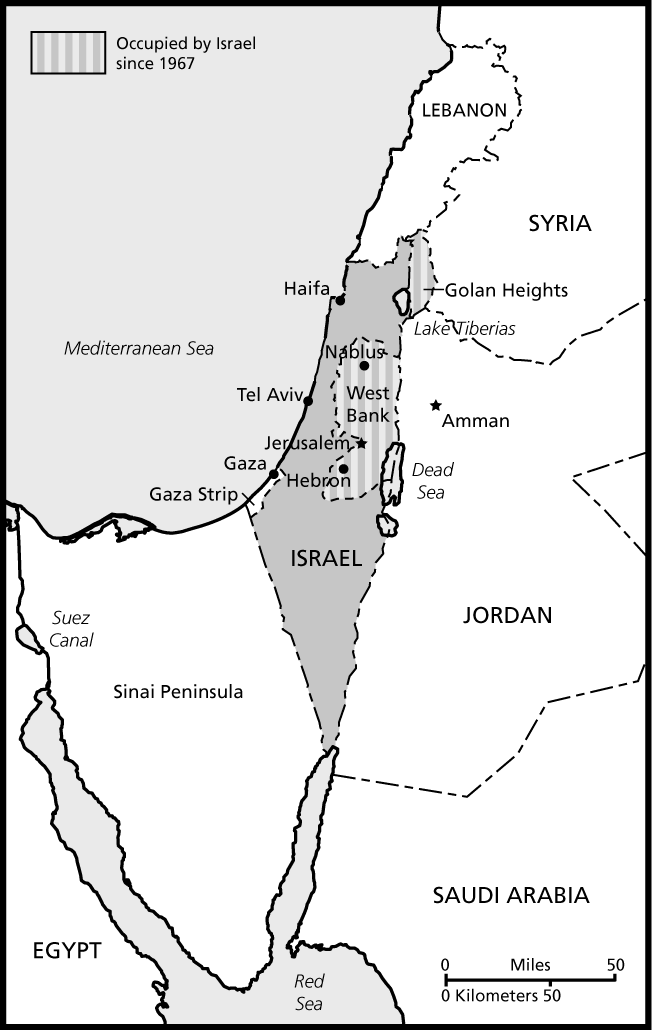 Occupied by Israel
since 1967
LEBANON
SYRIA
Haifa
Golan Heights
Lake Tiberias
Mediterranean Sea
Nablus
Tel Aviv
West
Bank
Amman
Jerusalem
Gaza
Dead
Sea
Hebron
Gaza Strip
ISRAEL
JORDAN
Suez
Canal
Sinai Peninsula
SAUDI ARABIA
EGYPT
0 Miles 50
0 Kilometers 50
Red
Sea